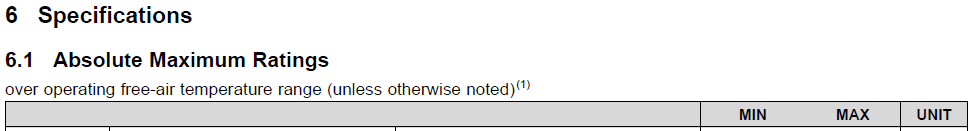 6 Specifications
6.1 Absolute Maximum Ratings
over operating free-air temperature range (unless otherwise noted)(1)
MIN MAX UNIT